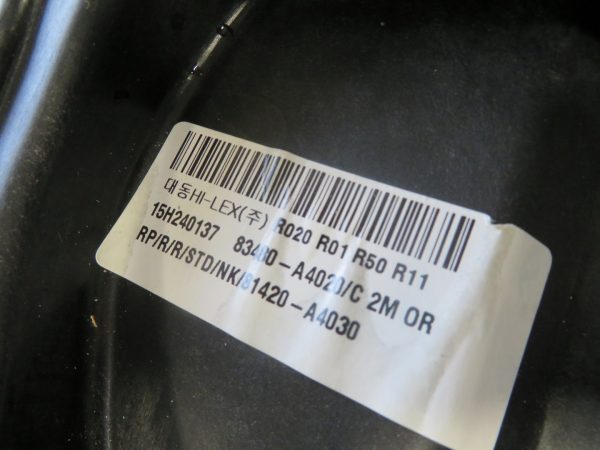 대동HI-LEX(주) R020 R01 R50 R11
15H240137 83480-A4020/C 2M OR
RP/R/R/STD/NK/81420-A4030